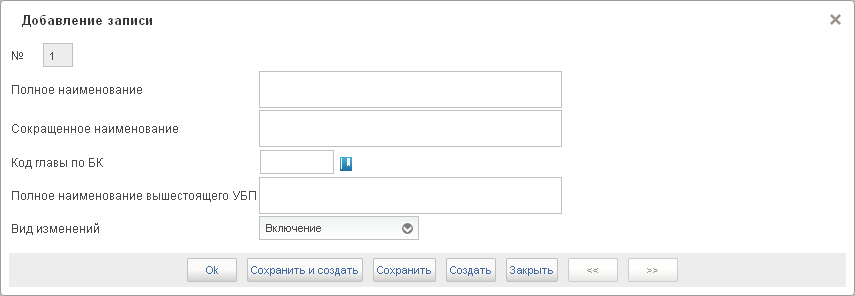 Добавление записи
№ 1
Полное наименование
Сокращенное наименование
Код главы по БК
Полное наименование вышестоящего УБП
Вид изменений Включение
Ok Сохранить и создать Сохранить Создать Закрыть << >>